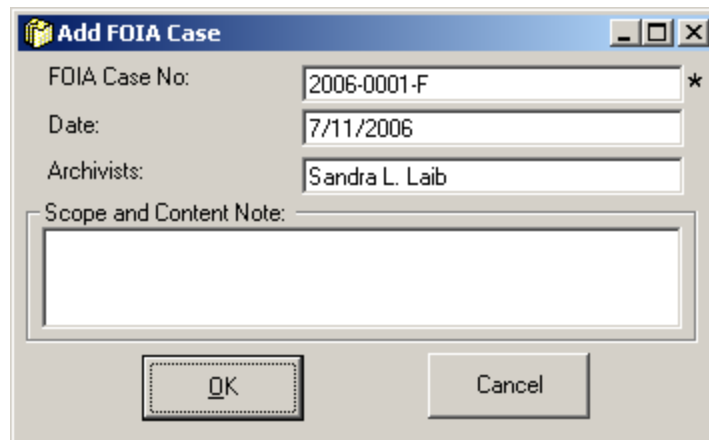 Add FOIA Case
FOIA Case No: 2006-0001-F *
Date: 7/11/2006
Archivists: Sandra L. Laib
Scope and Content Note:
OK Cancel